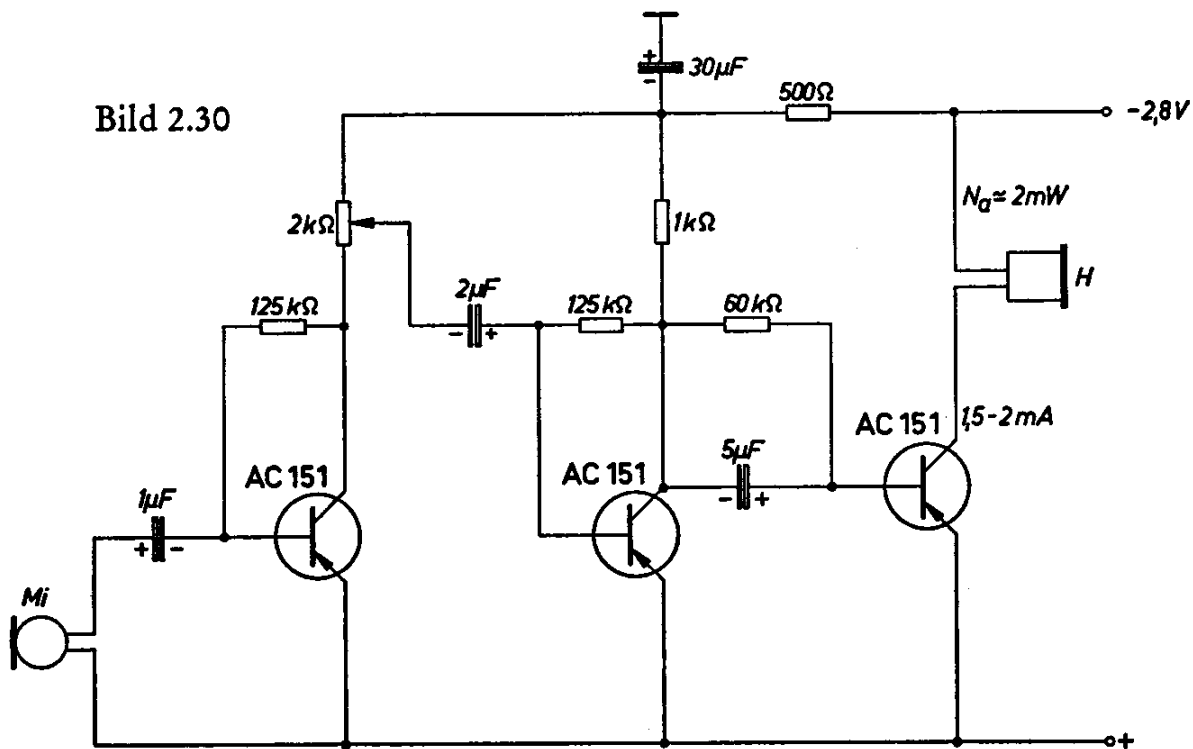 +
-
30µF
500Ω
Bild 2.30
-2,8V
Nₐ≈2mW
2kΩ
1kΩ
H
2µF
125kΩ
- +
125kΩ
60kΩ
AC 151
1,5-2mA
5µF
AC 151
AC 151
1µF
- +
+ -
Mi
+